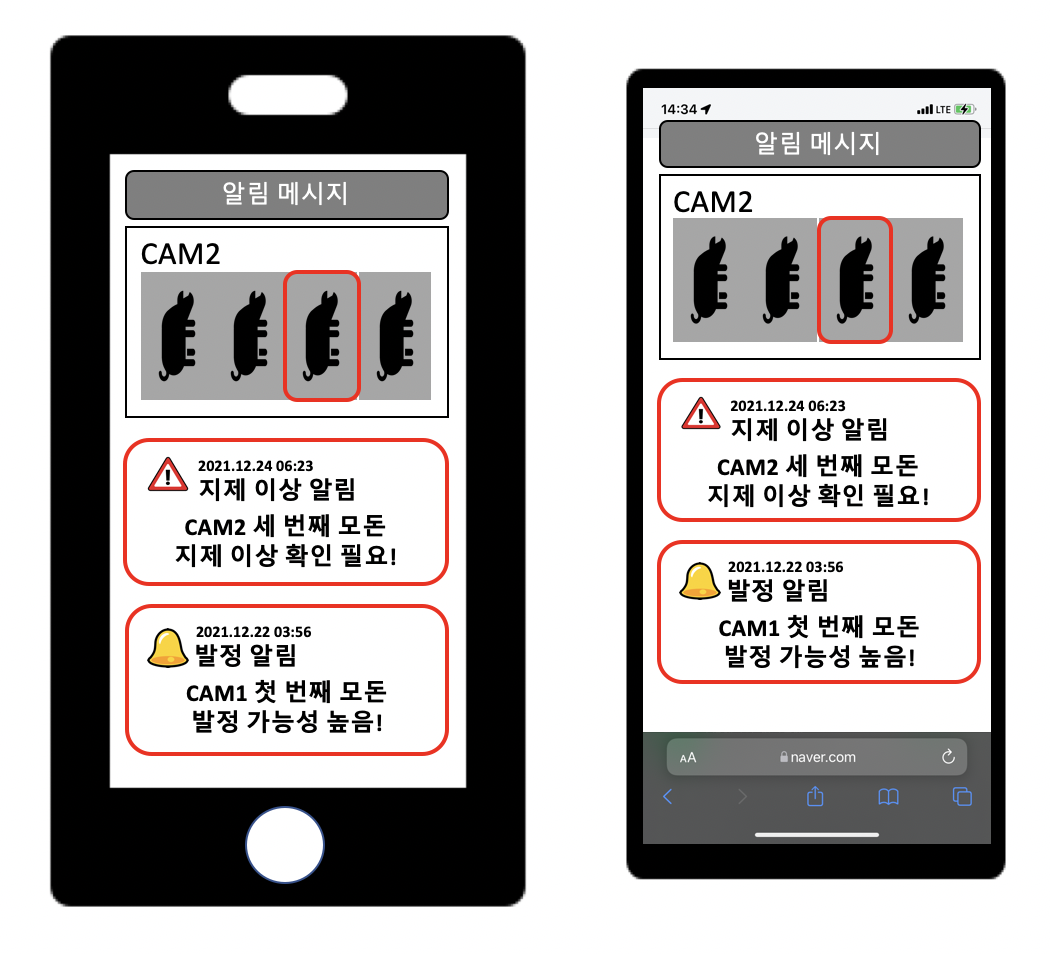 알림 메시지
CAM2
2021.12.24 06:23
지제 이상 알림
CAM2 세 번째 모돈
지제 이상 확인 필요!
2021.12.22 03:56
발정 알림
CAM1 첫 번째 모돈
발정 가능성 높음!
14:34 LTE
알림 메시지
CAM2
2021.12.24 06:23
지제 이상 알림
CAM2 세 번째 모돈
지제 이상 확인 필요!
2021.12.22 03:56
발정 알림
CAM1 첫 번째 모돈
발정 가능성 높음!
AA naver.com